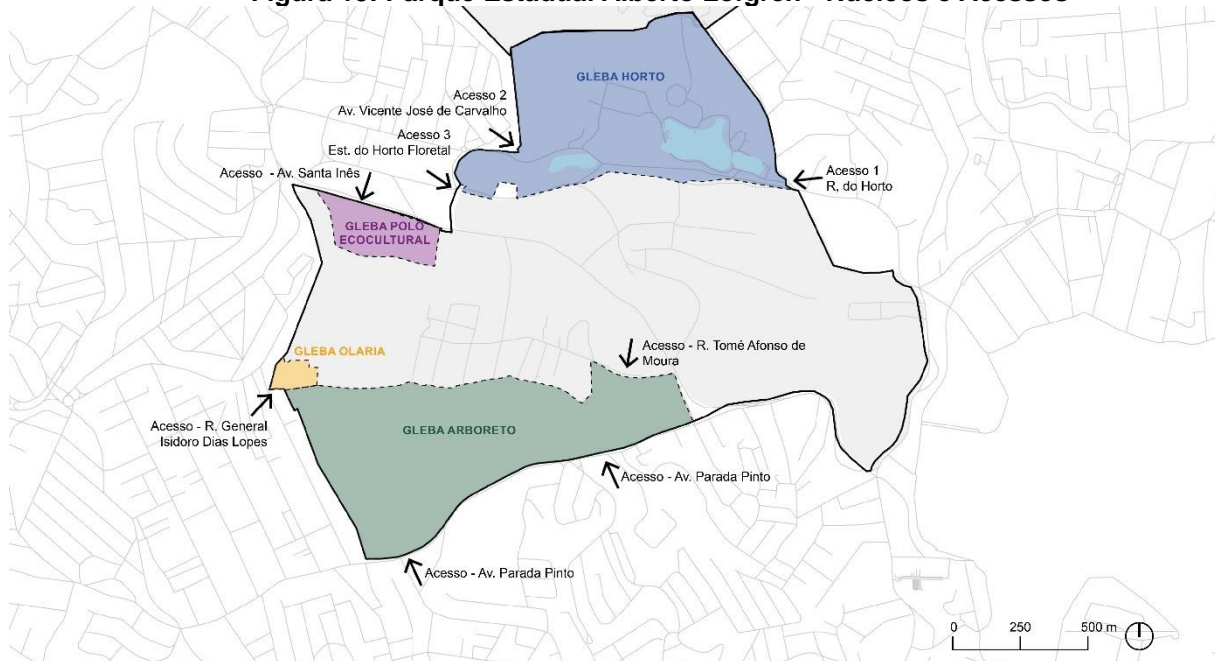 GLEBA HORTO
Acesso 2
Av. Vicente José de Carvalho
Acesso 3
Est. do Horto Floretal
Acesso - Av. Santa Inês
Acesso 1
R. do Horto
GLEBA POLO
ECOCULTURAL
GLEBA OLARIA
Acesso - R. Tomé Afonso de
Moura
Acesso - R. General
Isidoro Dias Lopes
GLEBA ARBORETO
Acesso - Av. Parada Pinto
Acesso - Av. Parada Pinto
0 250 500 m